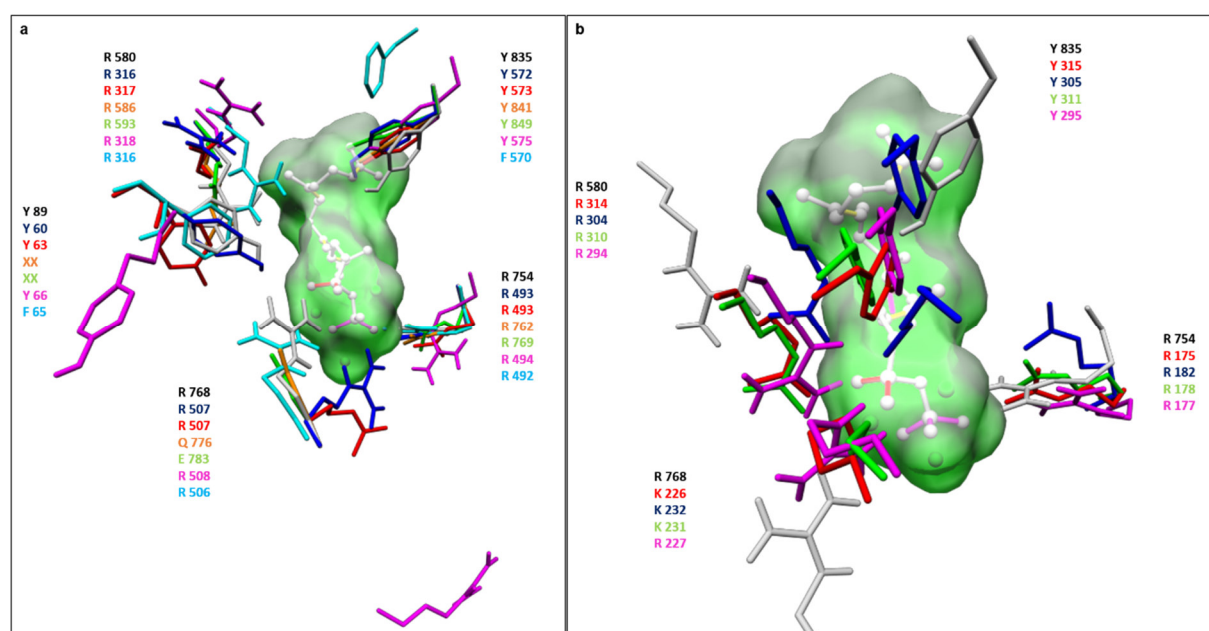 a
R 580
R 316
R 317
R 586
R 593
R 318
R 316
Y 835
Y 572
Y 573
Y 841
Y 849
Y 575
F 570
Y 89
Y 60
Y 63
XX
XX
Y 66
F 65
R 754
R 493
R 493
R 762
R 769
R 494
R 492
R 768
R 507
R 507
Q 776
E 783
R 508
R 506
b
Y 835
Y 315
Y 305
Y 311
Y 295
R 580
R 314
R 304
R 310
R 294
R 754
R 175
R 182
R 178
R 177
R 768
K 226
K 232
K 231
R 227